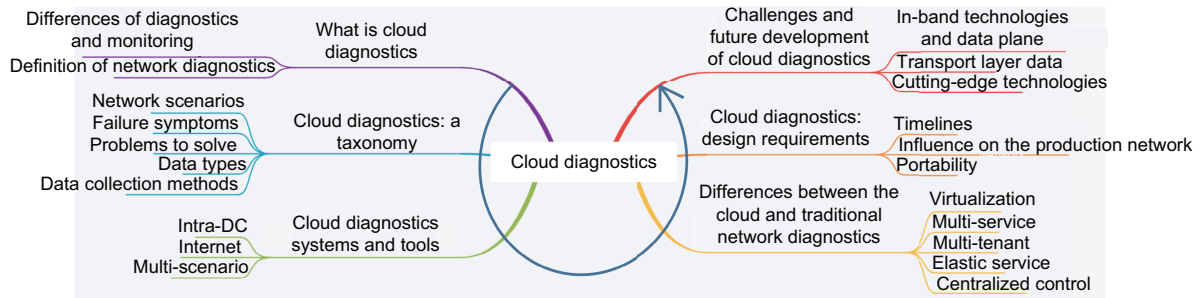 Differences of diagnostics
and monitoring
Definition of network diagnostics
What is cloud
diagnostics
Network scenarios
Failure symptoms
Problems to solve
Data types
Data collection methods
Cloud diagnostics: a
taxonomy
Intra-DC
Internet
Multi-scenario
Cloud diagnostics
systems and tools
Cloud diagnostics
Challenges and
future development
of cloud diagnostics
In-band technologies
and data plane
Transport layer data
Cutting-edge technologies
Cloud diagnostics:
design requirements
Timelines
Influence on the production network
Portability
Differences between the
cloud and traditional
network diagnostics
Virtualization
Multi-service
Multi-tenant
Elastic service
Centralized control